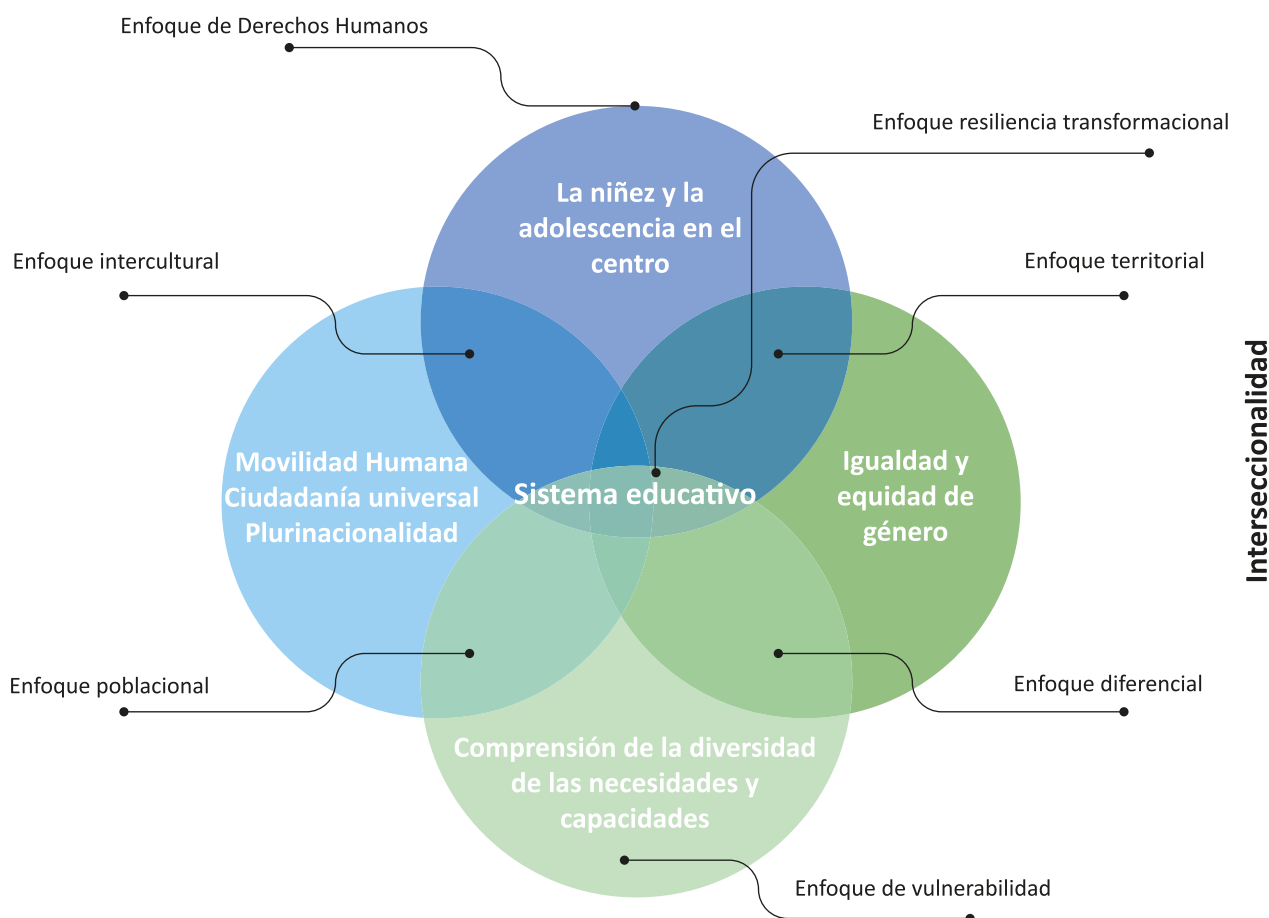 Enfoque de Derechos Humanos
Enfoque resiliencia transformacional
La niñez y la
adolescencia en el
centro
Enfoque intercultural
Enfoque territorial
Movilidad Humana
Ciudadanía universal
Plurinacionalidad
Sistema educativo
Igualdad y
equidad de
género
Interseccionalidad
Enfoque poblacional
Enfoque diferencial
Comprensión de la diversidad
de las necesidades y
capacidades
Enfoque de vulnerabilidad